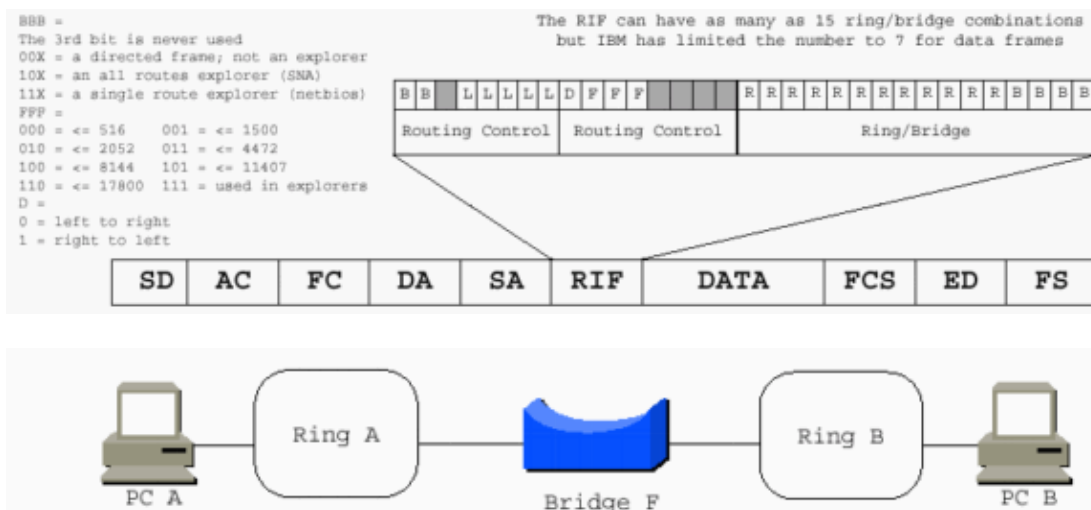 BBB =
The 3rd bit is never used
00X = a directed frame; not an explorer
10X = an all routes explorer (SNA)
11X = a single route explorer (netbios)
FFF =
000 = <= 516 001 = <= 1500
010 = <= 2052 011 = <= 4472
100 = <= 8144 101 = <= 11407
110 = <= 17800 111 = used in explorers
D =
0 = left to right
1 = right to left
The RIF can have as many as 15 ring/bridge combinations
but IBM has limited the number to 7 for data frames
B B L L L L L D F F F R R R R R R R R R R R R B B B B
Routing Control Routing Control Ring/Bridge
SD AC FC DA SA RIF DATA FCS ED FS
Ring A Ring B
PC A Bridge F PC B